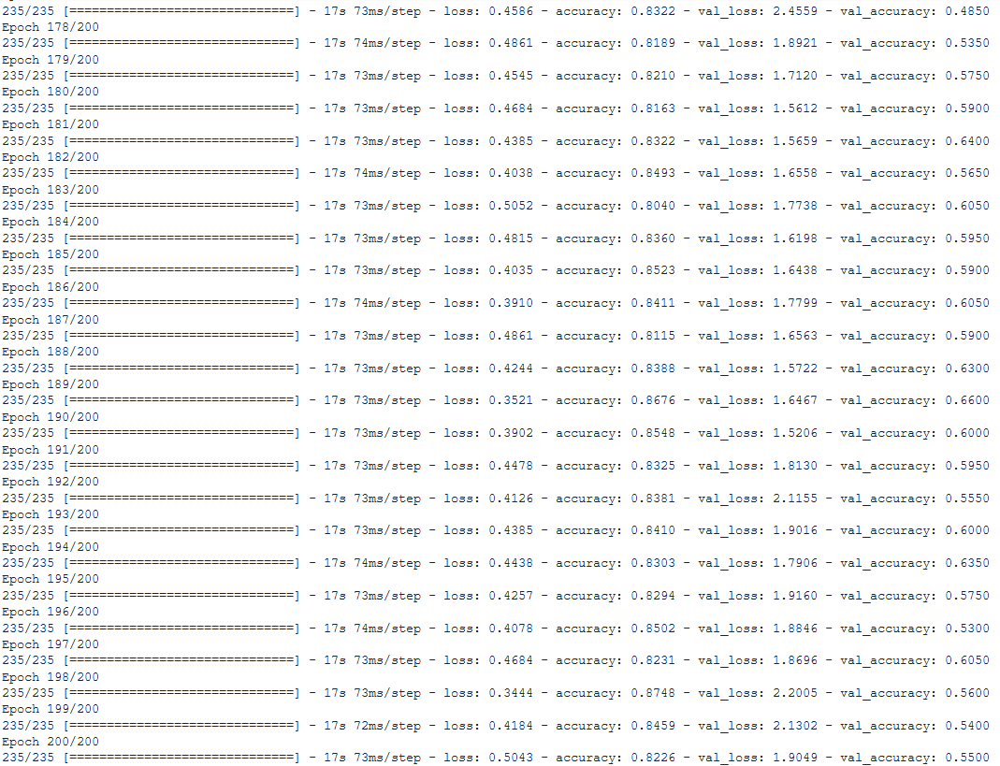 235/235 [==============================] - 17s 73ms/step - loss: 0.4586 - accuracy: 0.8322 - val_loss: 2.4559 - val_accuracy: 0.4850
Epoch 178/200
235/235 [==============================] - 17s 74ms/step - loss: 0.4861 - accuracy: 0.8189 - val_loss: 1.8921 - val_accuracy: 0.5350
Epoch 179/200
235/235 [==============================] - 17s 73ms/step - loss: 0.4545 - accuracy: 0.8210 - val_loss: 1.7120 - val_accuracy: 0.5750
Epoch 180/200
235/235 [==============================] - 17s 73ms/step - loss: 0.4684 - accuracy: 0.8163 - val_loss: 1.5612 - val_accuracy: 0.5900
Epoch 181/200
235/235 [==============================] - 17s 73ms/step - loss: 0.4385 - accuracy: 0.8322 - val_loss: 1.5659 - val_accuracy: 0.6400
Epoch 182/200
235/235 [==============================] - 17s 74ms/step - loss: 0.4038 - accuracy: 0.8493 - val_loss: 1.6558 - val_accuracy: 0.5650
Epoch 183/200
235/235 [==============================] - 17s 73ms/step - loss: 0.5052 - accuracy: 0.8040 - val_loss: 1.7738 - val_accuracy: 0.6050
Epoch 184/200
235/235 [==============================] - 17s 73ms/step - loss: 0.4815 - accuracy: 0.8360 - val_loss: 1.6198 - val_accuracy: 0.5950
Epoch 185/200
235/235 [==============================] - 17s 73ms/step - loss: 0.4035 - accuracy: 0.8523 - val_loss: 1.6438 - val_accuracy: 0.5900
Epoch 186/200
235/235 [==============================] - 17s 74ms/step - loss: 0.3910 - accuracy: 0.8411 - val_loss: 1.7799 - val_accuracy: 0.6050
Epoch 187/200
235/235 [==============================] - 17s 73ms/step - loss: 0.4861 - accuracy: 0.8115 - val_loss: 1.6563 - val_accuracy: 0.5900
Epoch 188/200
235/235 [==============================] - 17s 73ms/step - loss: 0.4244 - accuracy: 0.8388 - val_loss: 1.5722 - val_accuracy: 0.6300
Epoch 189/200
235/235 [==============================] - 17s 73ms/step - loss: 0.3521 - accuracy: 0.8676 - val_loss: 1.6467 - val_accuracy: 0.6600
Epoch 190/200
235/235 [==============================] - 17s 73ms/step - loss: 0.3902 - accuracy: 0.8548 - val_loss: 1.5206 - val_accuracy: 0.6000
Epoch 191/200
235/235 [==============================] - 17s 73ms/step - loss: 0.4478 - accuracy: 0.8325 - val_loss: 1.8130 - val_accuracy: 0.5950
Epoch 192/200
235/235 [==============================] - 17s 73ms/step - loss: 0.4126 - accuracy: 0.8381 - val_loss: 2.1155 - val_accuracy: 0.5550
Epoch 193/200
235/235 [==============================] - 17s 73ms/step - loss: 0.4385 - accuracy: 0.8410 - val_loss: 1.9016 - val_accuracy: 0.6000
Epoch 194/200
235/235 [==============================] - 17s 74ms/step - loss: 0.4438 - accuracy: 0.8303 - val_loss: 1.7906 - val_accuracy: 0.6350
Epoch 195/200
235/235 [==============================] - 17s 73ms/step - loss: 0.4257 - accuracy: 0.8294 - val_loss: 1.9160 - val_accuracy: 0.5750
Epoch 196/200
235/235 [==============================] - 17s 74ms/step - loss: 0.4078 - accuracy: 0.8502 - val_loss: 1.8846 - val_accuracy: 0.5300
Epoch 197/200
235/235 [==============================] - 17s 73ms/step - loss: 0.4684 - accuracy: 0.8231 - val_loss: 1.8696 - val_accuracy: 0.6050
Epoch 198/200
235/235 [==============================] - 17s 73ms/step - loss: 0.3444 - accuracy: 0.8748 - val_loss: 2.2005 - val_accuracy: 0.5600
Epoch 199/200
235/235 [==============================] - 17s 72ms/step - loss: 0.4184 - accuracy: 0.8459 - val_loss: 2.1302 - val_accuracy: 0.5400
Epoch 200/200
235/235 [==============================] - 17s 73ms/step - loss: 0.5043 - accuracy: 0.8226 - val_loss: 1.9049 - val_accuracy: 0.5500